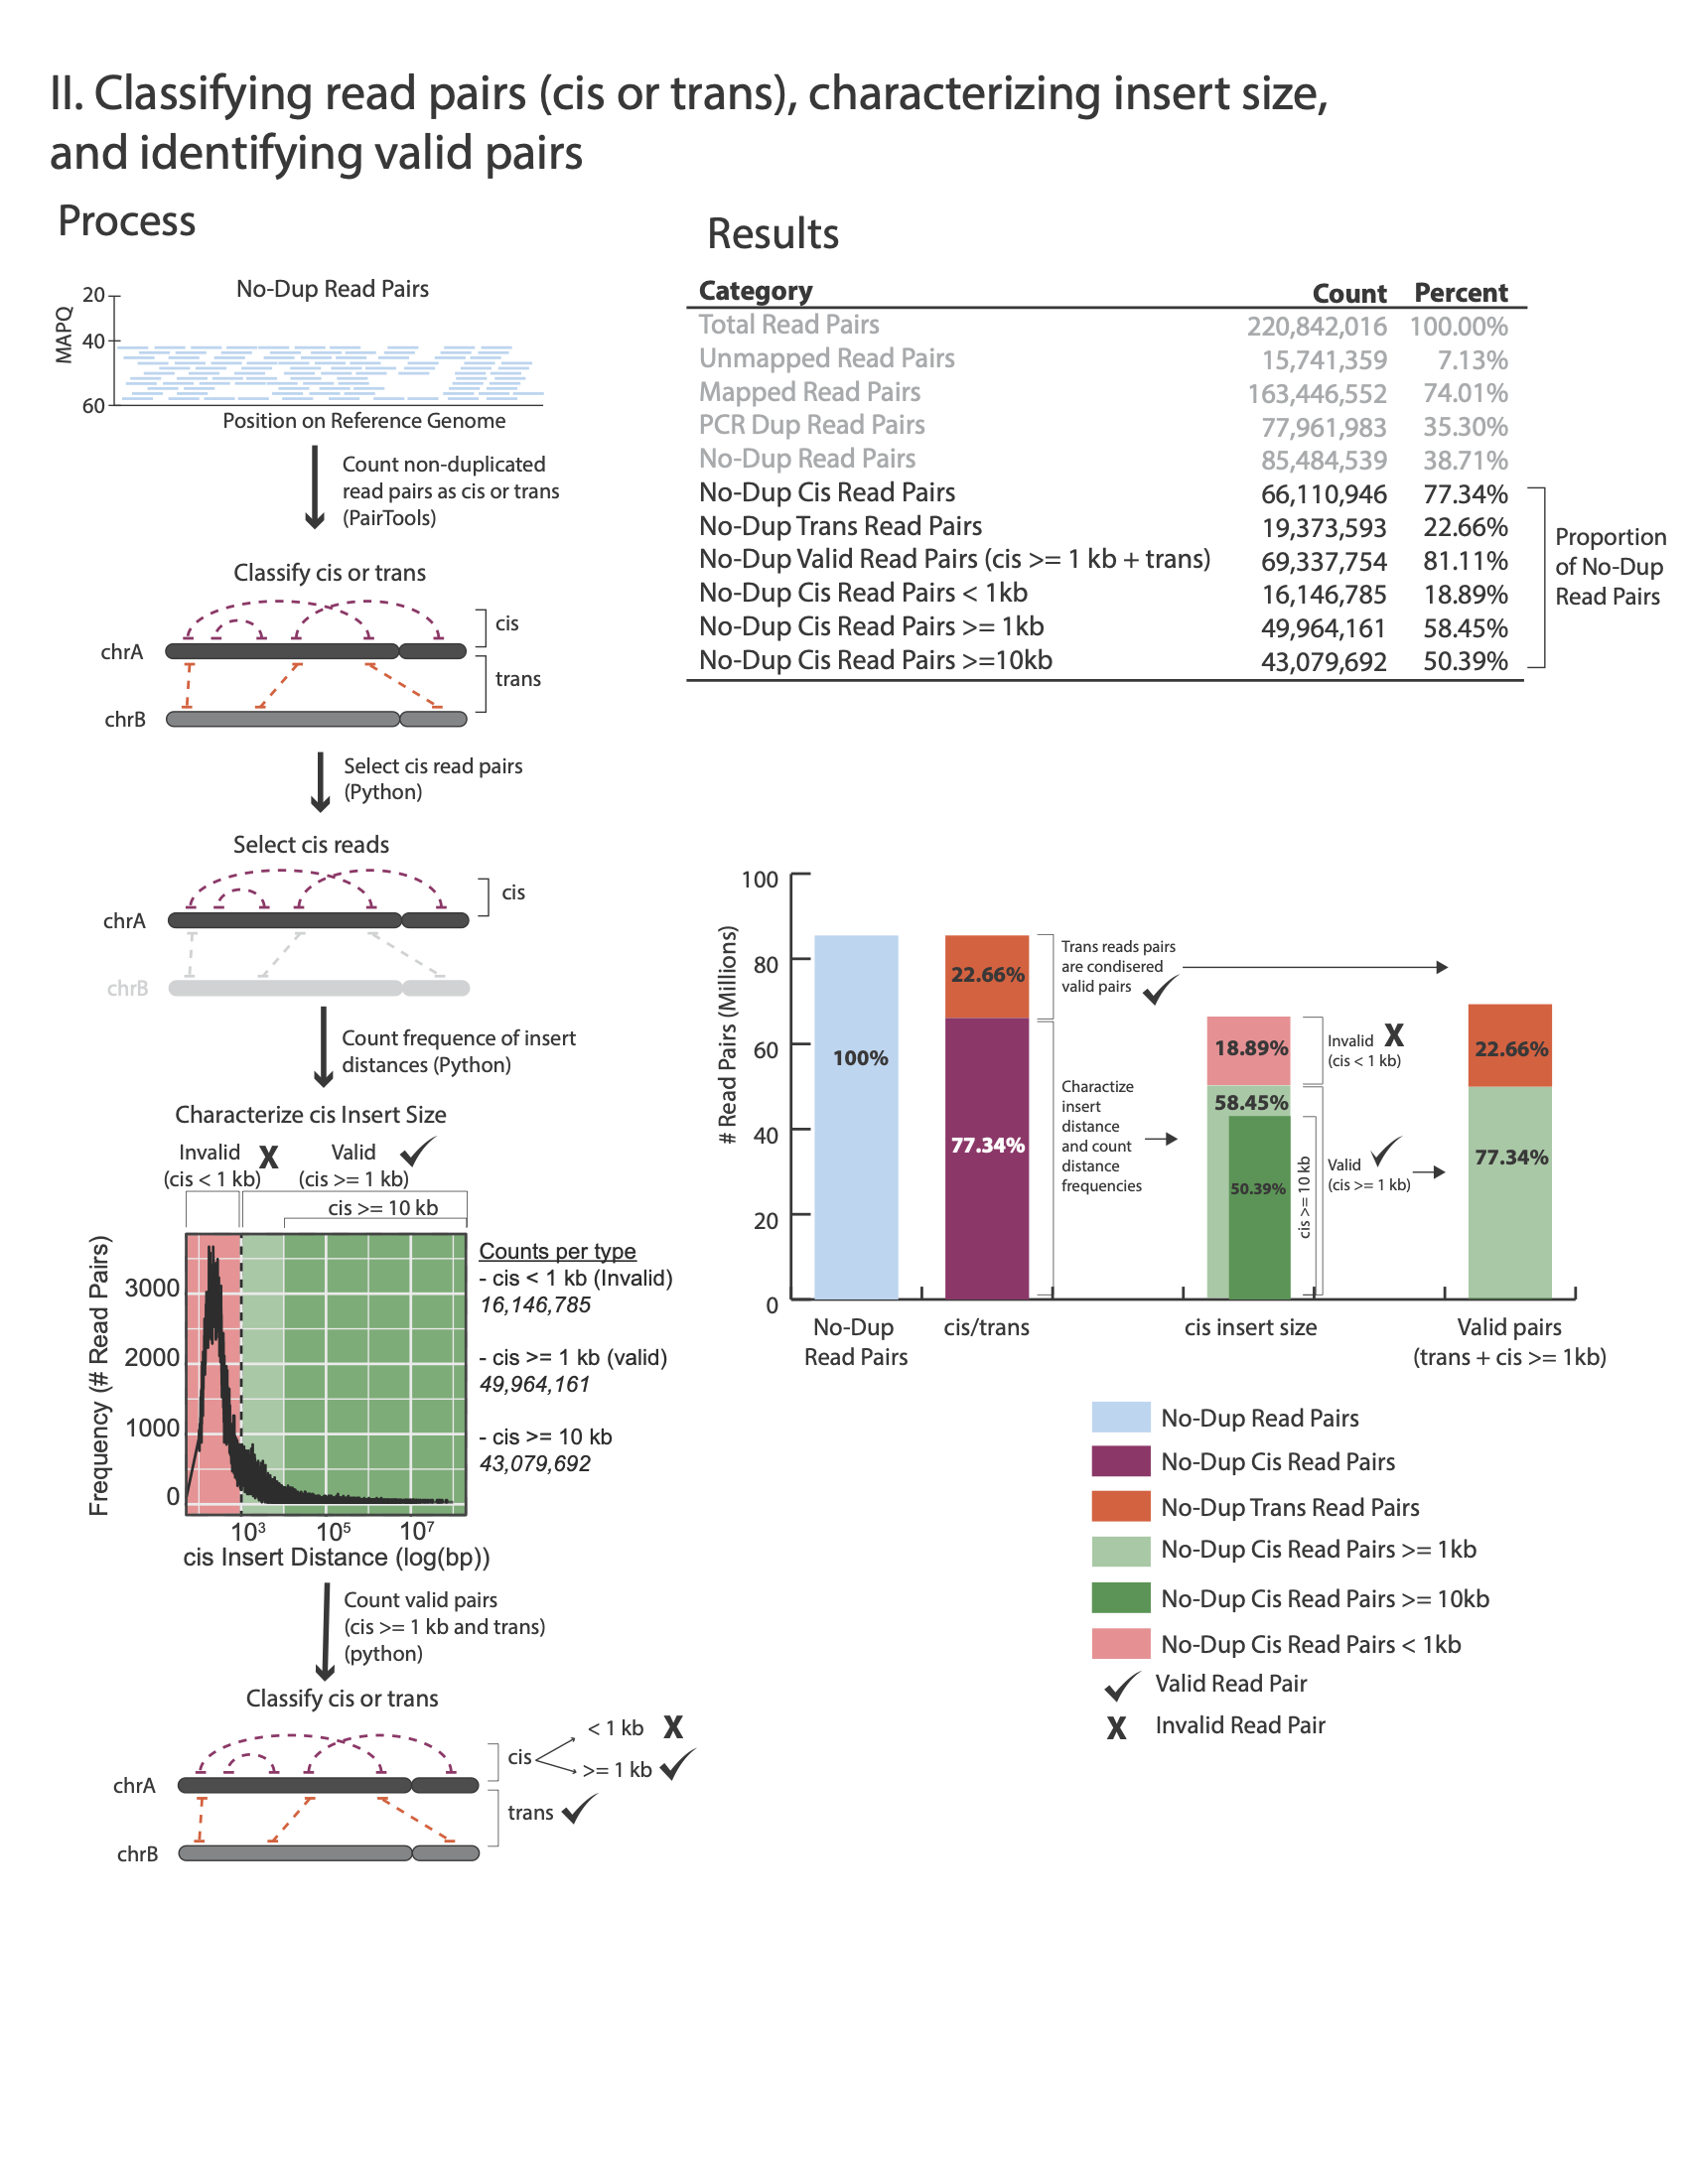 II. Classifying read pairs (cis or trans), characterizing insert size,
and identifying valid pairs
Process
No-Dup Read Pairs
MAPQ
20
40
60
Position on Reference Genome
Count non-duplicated
read pairs as cis or trans
(PairTools)
Classify cis or trans
cis
chrA
trans
chrB
Select cis read pairs
(Python)
Select cis reads
cis
chrA
chrB
Count frequence of insert
distances (Python)
Characterize cis Insert Size
Invalid X
(cis < 1 kb)
Valid
(cis >= 1 kb)
cis >= 10 kb
Frequency (# Read Pairs)
3000
2000
1000
0
10³ 10⁵ 10⁷
cis Insert Distance (log(bp))
Counts per type
- cis < 1 kb (Invalid)
16,146,785
- cis >= 1 kb (valid)
49,964,161
- cis >= 10 kb
43,079,692
Count valid pairs
(cis >= 1 kb and trans)
(python)
Classify cis or trans
< 1 kb X
cis
>= 1 kb
chrA
trans
chrB
Results
Category Count Percent
Total Read Pairs 220,842,016 100.00%
Unmapped Read Pairs 15,741,359 7.13%
Mapped Read Pairs 163,446,552 74.01%
PCR Dup Read Pairs 77,961,983 35.30%
No-Dup Read Pairs 85,484,539 38.71%
No-Dup Cis Read Pairs 66,110,946 77.34%
No-Dup Trans Read Pairs 19,373,593 22.66%
No-Dup Valid Read Pairs (cis >= 1 kb + trans) 69,337,754 81.11%
No-Dup Cis Read Pairs < 1kb 16,146,785 18.89%
No-Dup Cis Read Pairs >= 1kb 49,964,161 58.45%
No-Dup Cis Read Pairs >=10kb 43,079,692 50.39%
Proportion
of No-Dup
Read Pairs
# Read Pairs (Millions)
100
80
60
40
20
0
100%
22.66%
77.34%
Trans reads pairs
are condisered
valid pairs
Charactize
insert
distance
and count
distance
frequencies
18.89%
58.45%
50.39%
cis >= 10 kb
Invalid X
(cis < 1 kb)
Valid
(cis >= 1 kb)
22.66%
77.34%
No-Dup
Read Pairs
cis/trans
cis insert size
Valid pairs
(trans + cis >= 1kb)
No-Dup Read Pairs
No-Dup Cis Read Pairs
No-Dup Trans Read Pairs
No-Dup Cis Read Pairs >= 1kb
No-Dup Cis Read Pairs >= 10kb
No-Dup Cis Read Pairs < 1kb
Valid Read Pair
X Invalid Read Pair